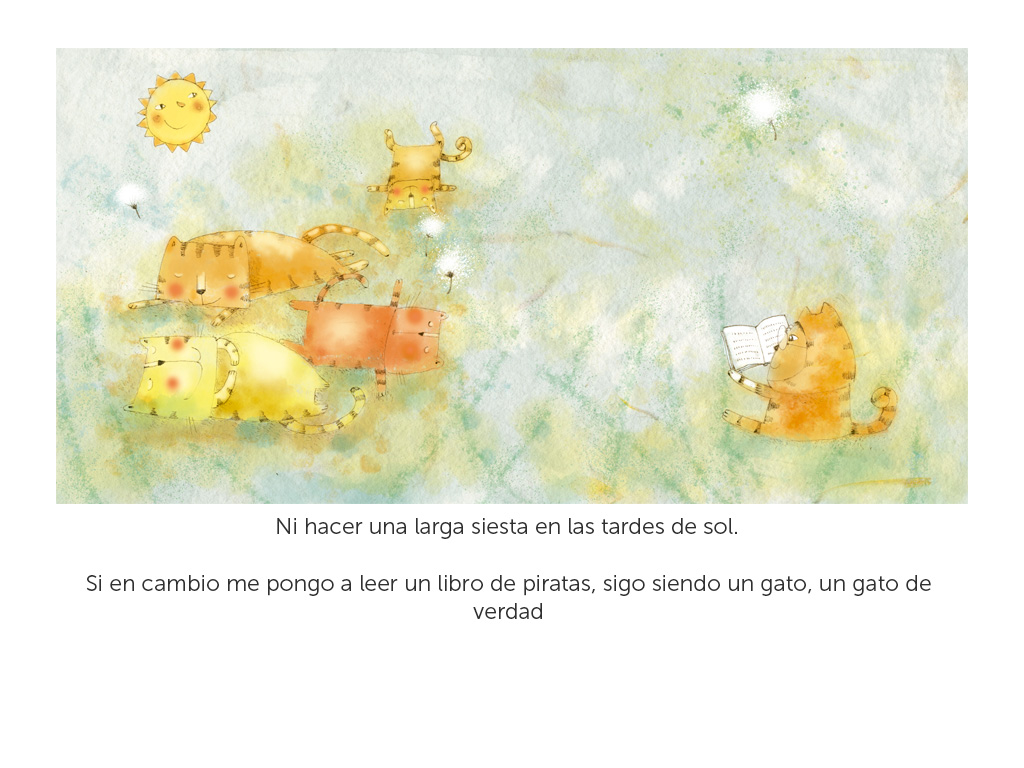 Ni hacer una larga siesta en las tardes de sol.
Si en cambio me pongo a leer un libro de piratas, sigo siendo un gato, un gato de
verdad